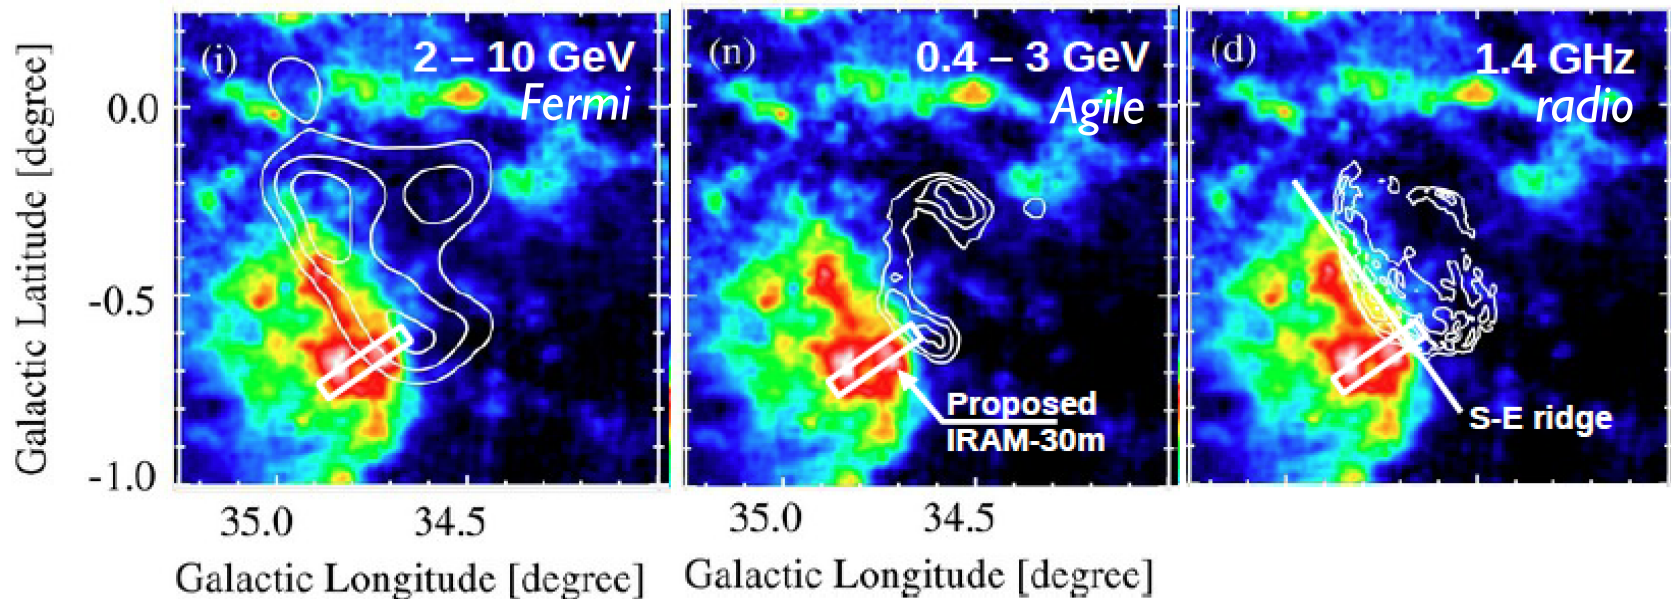 (i)
2 – 10 GeV
Fermi
(n)
0.4 – 3 GeV
Agile
(d)
1.4 GHz
radio
Galactic Latitude [degree]
0.0
-0.5
-1.0
Proposed
IRAM-30m
S-E ridge
35.0
34.5
35.0
34.5
Galactic Longitude [degree]
Galactic Longitude [degree]